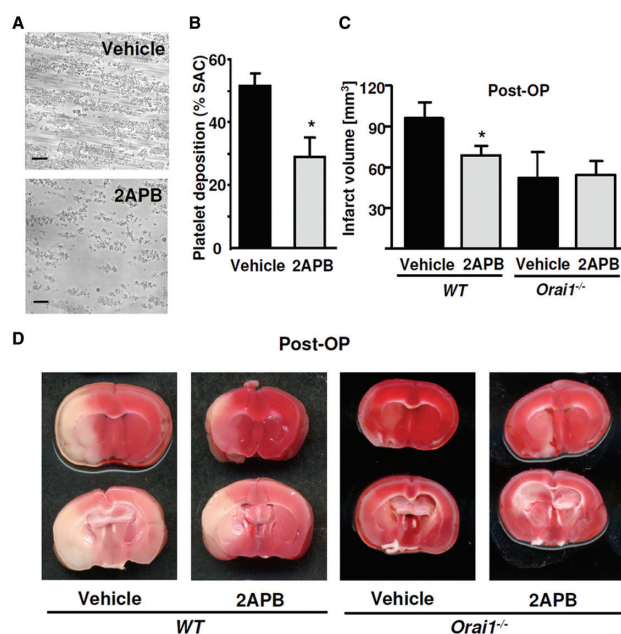 A
Vehicle
2APB
B
Platelet deposition (% SAC)
60
40
20
0
*
Vehicle 2APB
C
Post-OP
Infarct volume [mm³]
120
90
60
30
*
Vehicle 2APB Vehicle 2APB
WT Orai1-/-
D
Post-OP
Vehicle 2APB Vehicle 2APB
WT Orai1-/-